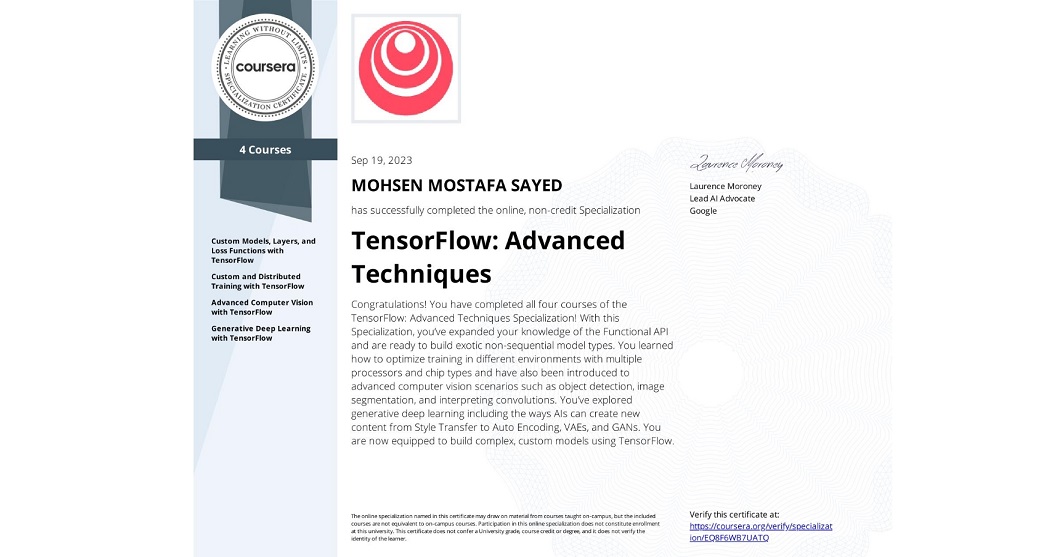 LEARNING WITHOUT LIMITS
coursera
SPECIALIZATION CERTIFICATE
4 Courses
Custom Models, Layers, and
Loss Functions with
TensorFlow
Custom and Distributed
Training with TensorFlow
Advanced Computer Vision
with TensorFlow
Generative Deep Learning
with TensorFlow
Sep 19, 2023
MOHSEN MOSTAFA SAYED
has successfully completed the online, non-credit Specialization
TensorFlow: Advanced
Techniques
Congratulations! You have completed all four courses of the
TensorFlow: Advanced Techniques Specialization! With this
Specialization, you've expanded your knowledge of the Functional API
and are ready to build exotic non-sequential model types. You learned
how to optimize training in different environments with multiple
processors and chip types and have also been introduced to
advanced computer vision scenarios such as object detection, image
segmentation, and interpreting convolutions. You've explored
generative deep learning including the ways AIs can create new
content from Style Transfer to Auto Encoding, VAEs, and GANs. You
are now equipped to build complex, custom models using TensorFlow.
Laurence Moroney
Laurence Moroney
Lead AI Advocate
Google
The online specialization named in this certificate may draw on material from courses taught on-campus, but the included
courses are not equivalent to on-campus courses. Participation in this online specialization does not constitute enrollment
at this university. This certificate does not confer a University grade, course credit or degree, and it does not verify the
identity of the learner.
Verify this certificate at:
https://coursera.org/verify/specializat
ion/EQ8F6WB7UATQ